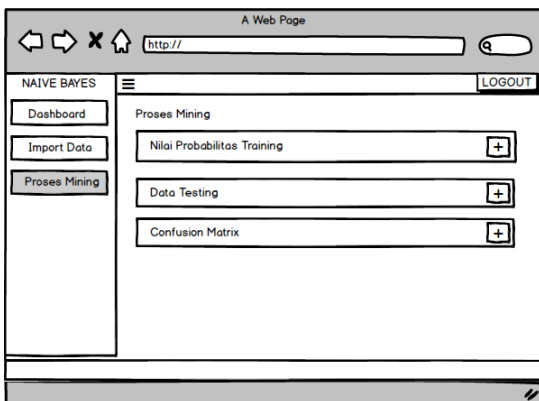 A Web Page
http://
NAIVE BAYES
LOGOUT
Dashboard
Import Data
Proses Mining
Proses Mining
Nilai Probabilitas Training
Data Testing
Confusion Matrix